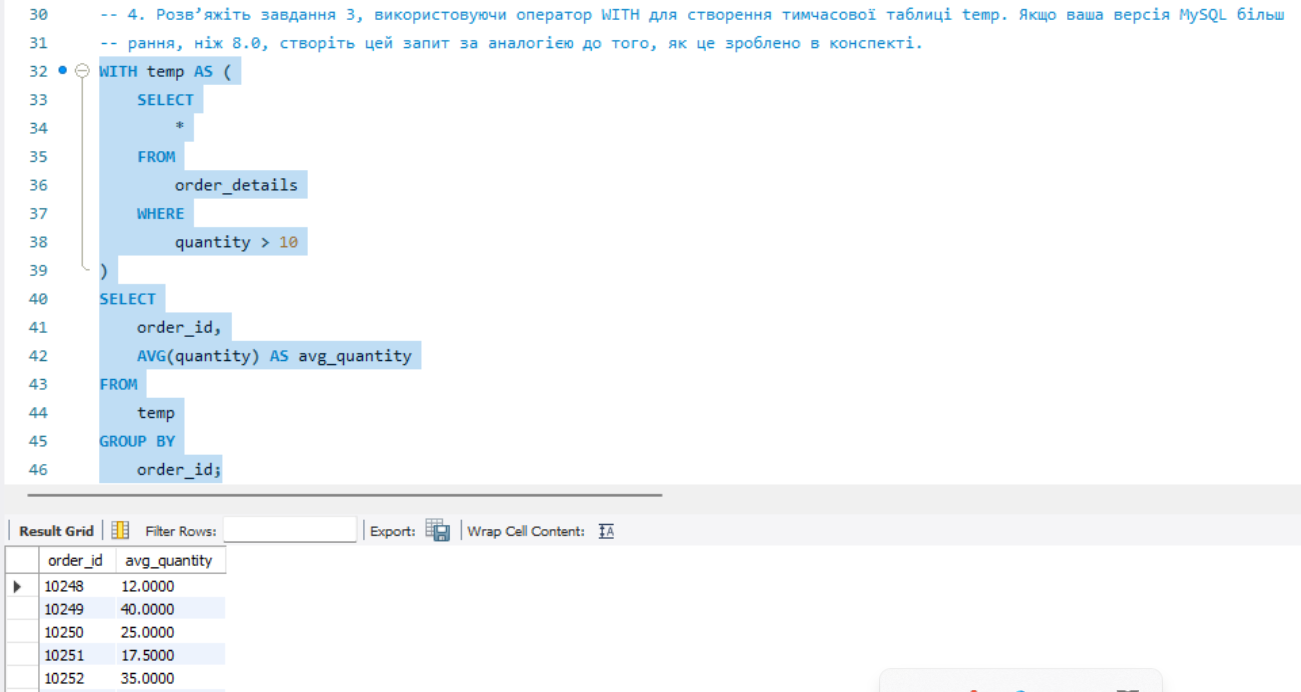 30 -- 4. Розв’яжіть завдання 3, використовуючи оператор WITH для створення тимчасової таблиці temp. Якщо ваша версія MySQL більш
31 -- рання, ніж 8.0, створіть цей запит за аналогією до того, як це зроблено в конспекті.
32 WITH temp AS (
33 SELECT
34 *
35 FROM
36 order_details
37 WHERE
38 quantity > 10
39 )
40 SELECT
41 order_id,
42 AVG(quantity) AS avg_quantity
43 FROM
44 temp
45 GROUP BY
46 order_id;
Result Grid Filter Rows: Export: Wrap Cell Content: IA
order_id avg_quantity
10248 12.0000
10249 40.0000
10250 25.0000
10251 17.5000
10252 35.0000